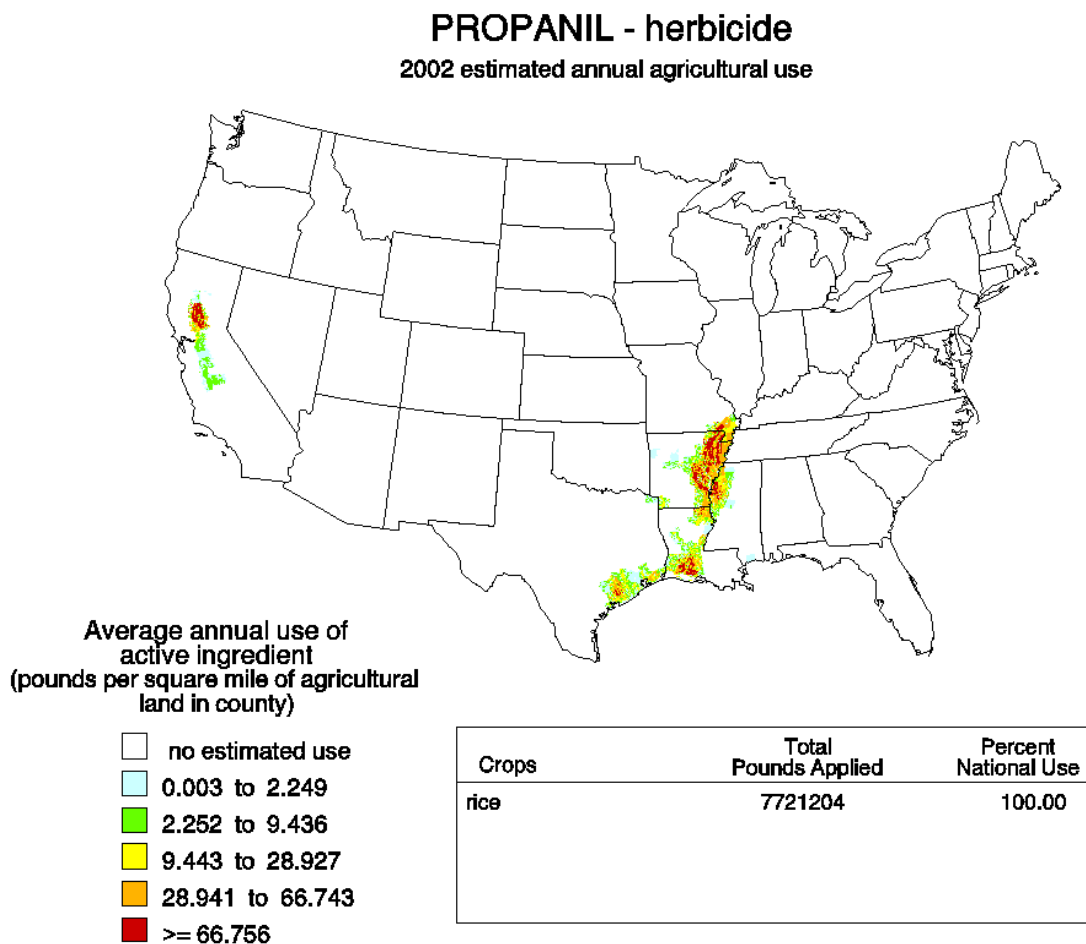 PROPANIL - herbicide
2002 estimated annual agricultural use
Average annual use of
active ingredient
(pounds per square mile of agricultural
land in county)
no estimated use
0.003 to 2.249
2.252 to 9.436
9.443 to 28.927
28.941 to 66.743
>= 66.756
Crops Total Pounds Applied Percent National Use
rice 7721204 100.00